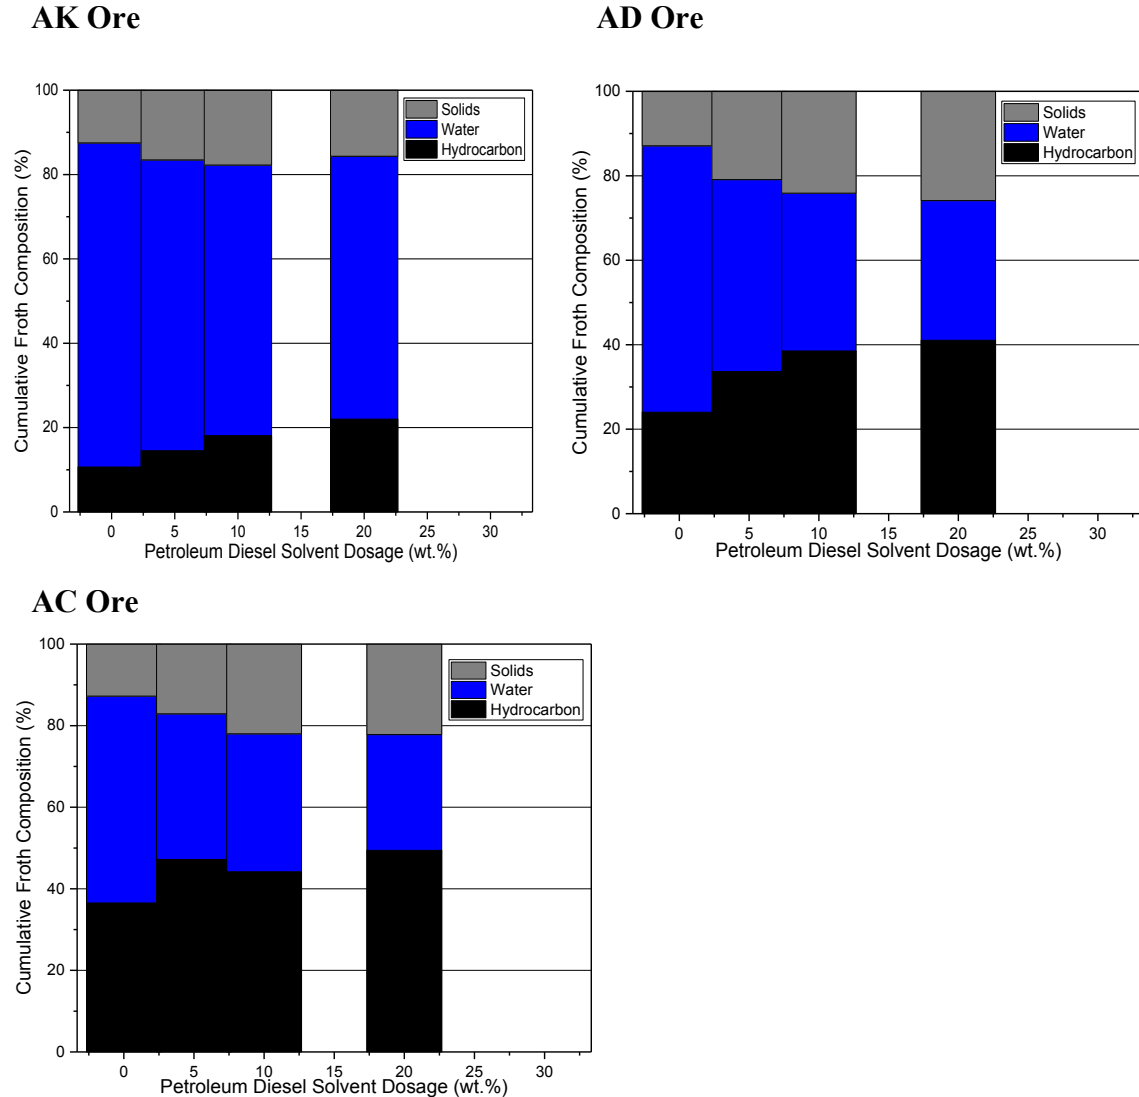 AK Ore
AD Ore
Cumulative Froth Composition (%)
100
80
60
40
20
0
Solids
Water
Hydrocarbon
0 5 10 15 20 25 30
Petroleum Diesel Solvent Dosage (wt.%)
Cumulative Froth Composition (%)
100
80
60
40
20
0
Solids
Water
Hydrocarbon
0 5 10 15 20 25 30
Petroleum Diesel Solvent Dosage (wt.%)
AC Ore
Cumulative Froth Composition (%)
100
80
60
40
20
0
Solids
Water
Hydrocarbon
0 5 10 15 20 25 30
Petroleum Diesel Solvent Dosage (wt.%)